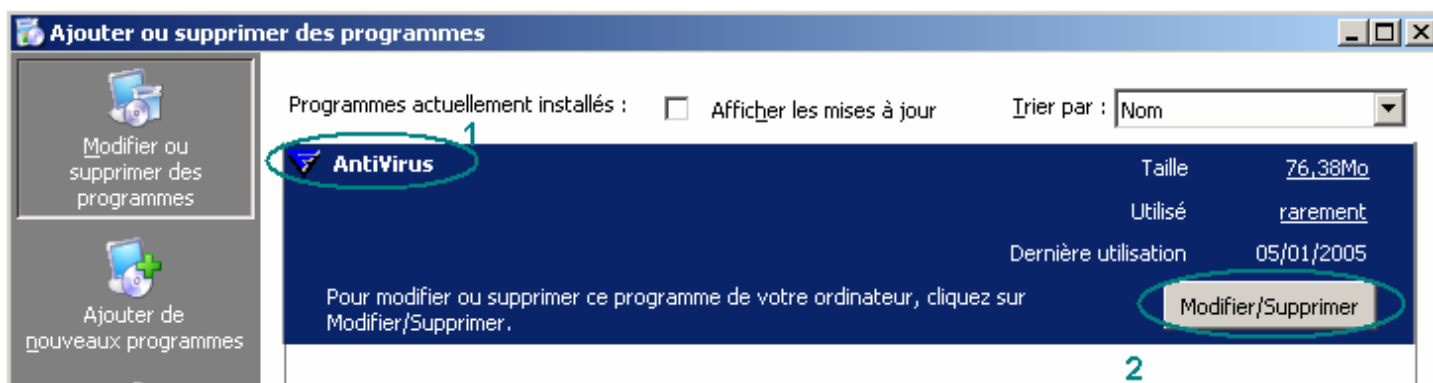 Ajouter ou supprimer des programmes
Modifier ou
supprimer des
programmes
Ajouter de
nouveaux programmes
Programmes actuellement installés :
Afficher les mises à jour
Trier par :
Nom
1
AntiVirus
Taille
76,38Mo
Utilisé
rarement
Dernière utilisation
05/01/2005
Pour modifier ou supprimer ce programme de votre ordinateur, cliquez sur
Modifier/Supprimer.
Modifier/Supprimer
2